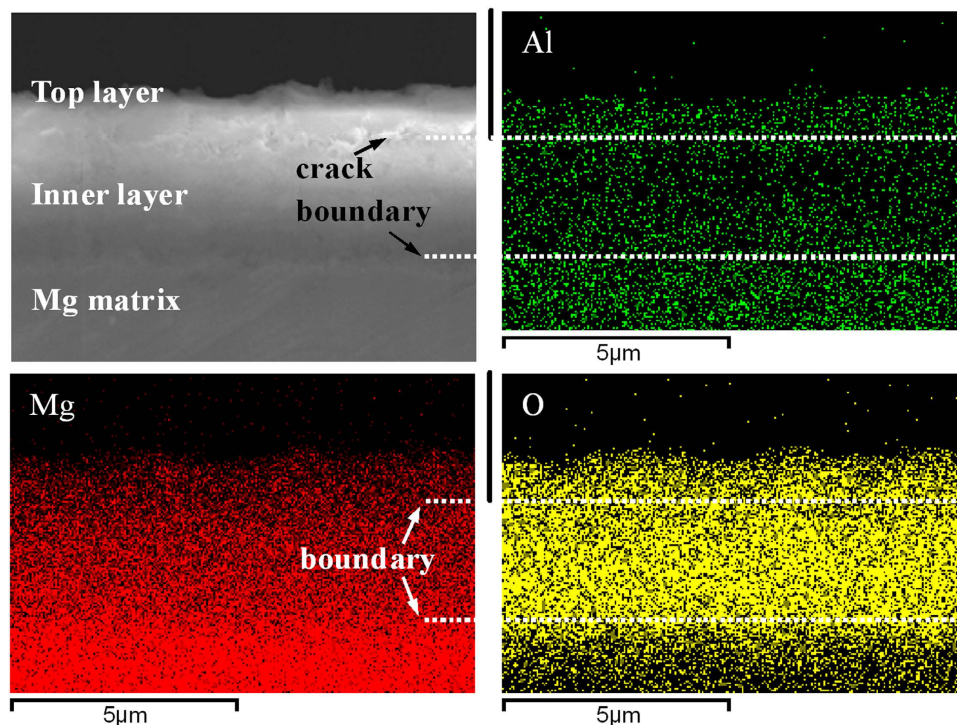 Top layer
crack
Inner layer
boundary
Mg matrix
Al
5μm
Mg
boundary
5μm
O
5μm